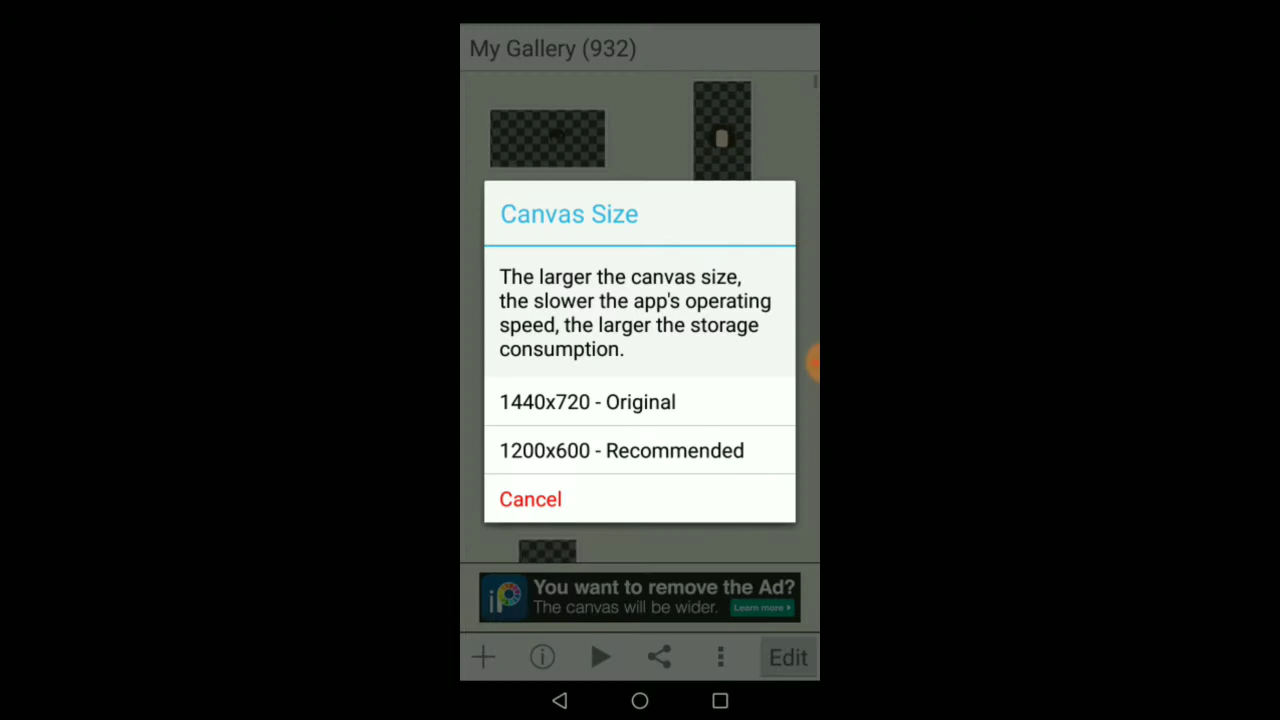 My Gallery (932)
Canvas Size
The larger the canvas size,
the slower the app's operating
speed, the larger the storage
consumption.
1440x720 - Original
1200x600 - Recommended
Cancel
iP
You want to remove the Ad?
The canvas will be wider.
Learn more
Edit